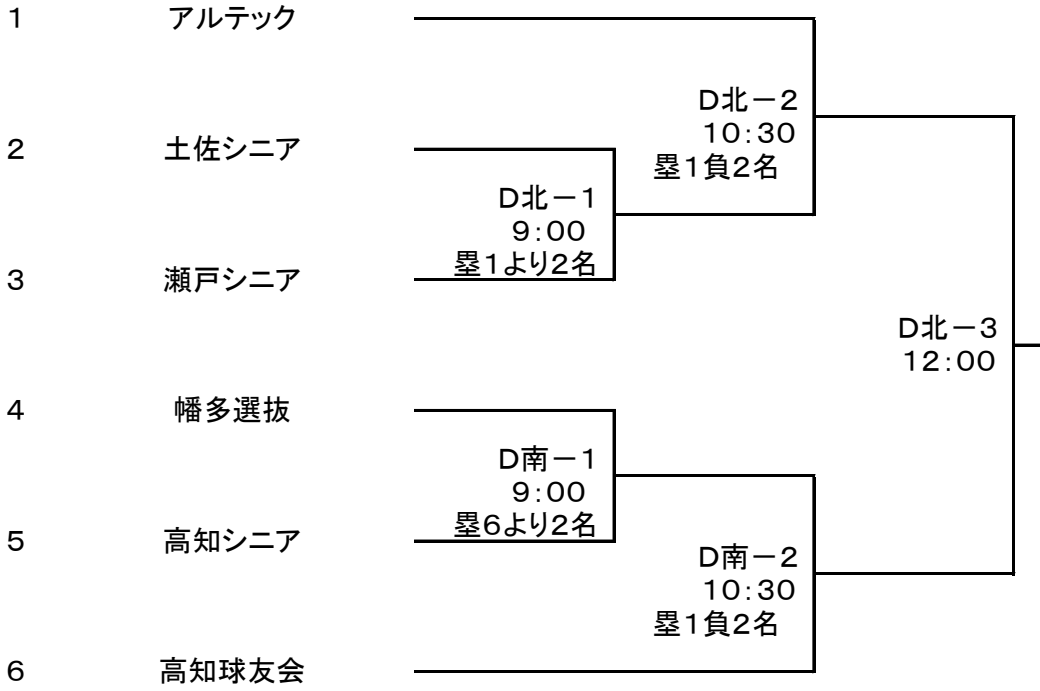 1 アルテック
D北－2
10:30
塁1負2名
2 土佐シニア
D北－1
9:00
塁1より2名
3 瀬戸シニア
D北－3
12:00
4 幡多選抜
D南－1
9:00
塁6より2名
5 高知シニア
D南－2
10:30
塁1負2名
6 高知球友会